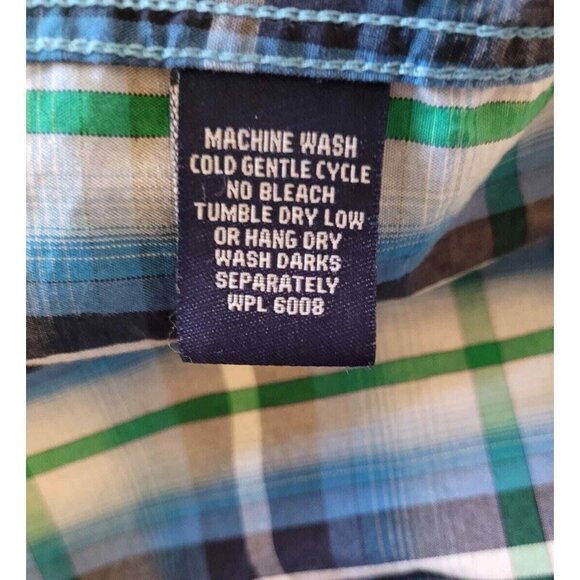 MACHINE WASH
COLD GENTLE CYCLE
NO BLEACH
TUMBLE DRY LOW
OR HANG DRY
WASH DARKS
SEPARATELY
WPL 6008